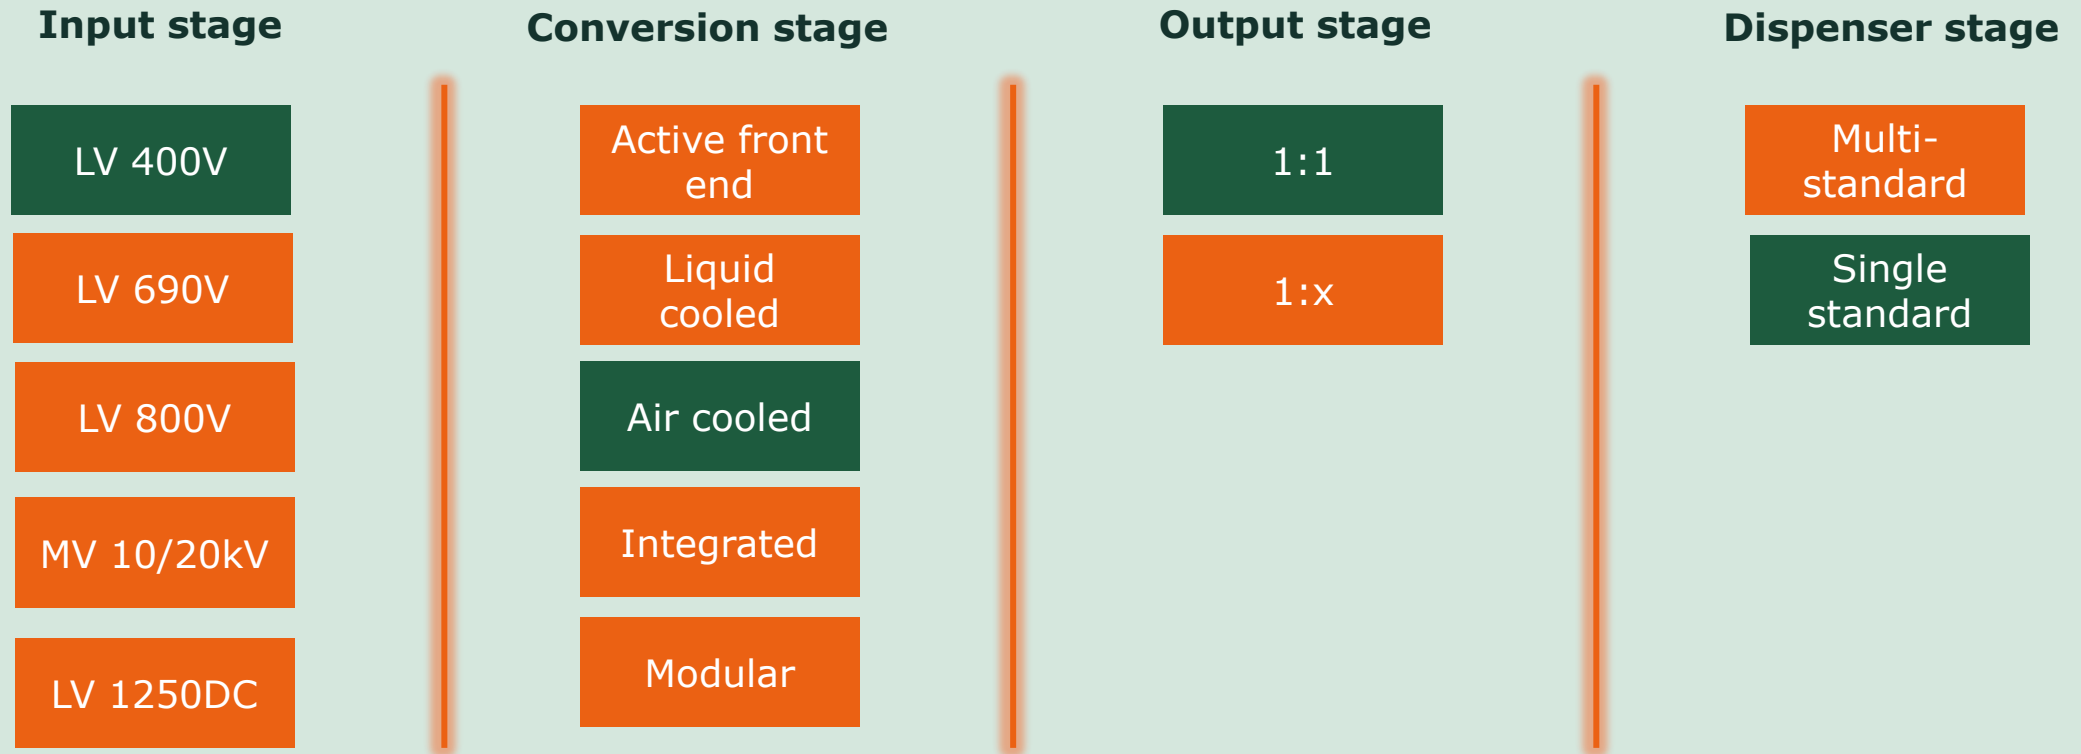 Input stage
LV 400V
LV 690V
LV 800V
MV 10/20kV
LV 1250DC
Conversion stage
Active front
end
Liquid
cooled
Air cooled
Integrated
Modular
Output stage
1:1
1:x
Dispenser stage
Multi-
standard
Single
standard